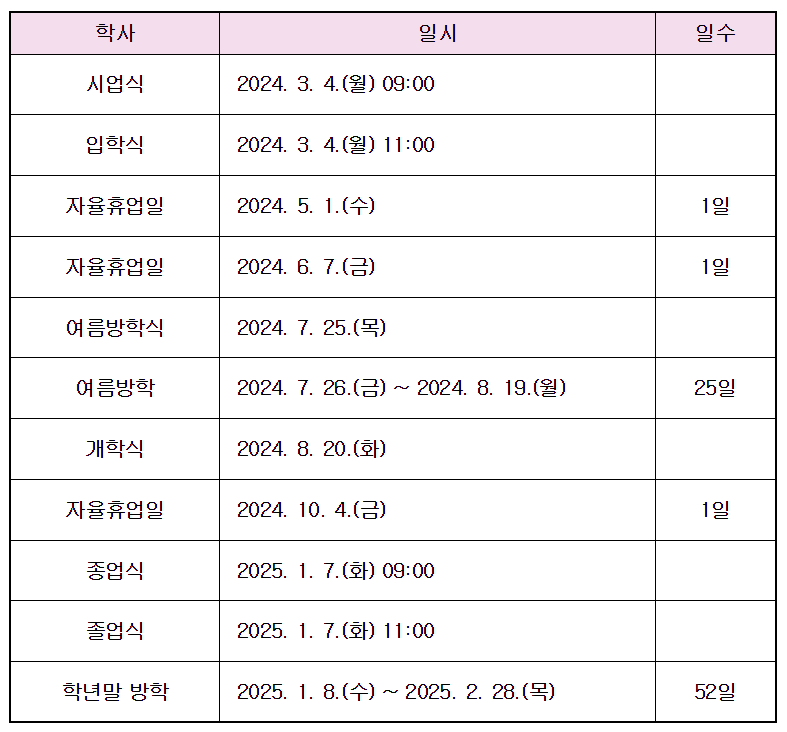 학사 일시 일수
시업식 2024. 3. 4.(월) 09:00
입학식 2024. 3. 4.(월) 11:00
자율휴업일 2024. 5. 1.(수) 1일
자율휴업일 2024. 6. 7.(금) 1일
여름방학식 2024. 7. 25.(목)
여름방학 2024. 7. 26.(금) ~ 2024. 8. 19.(월) 25일
개학식 2024. 8. 20.(화)
자율휴업일 2024. 10. 4.(금) 1일
종업식 2025. 1. 7.(화) 09:00
졸업식 2025. 1. 7.(화) 11:00
학년말 방학 2025. 1. 8.(수) ~ 2025. 2. 28.(목) 52일